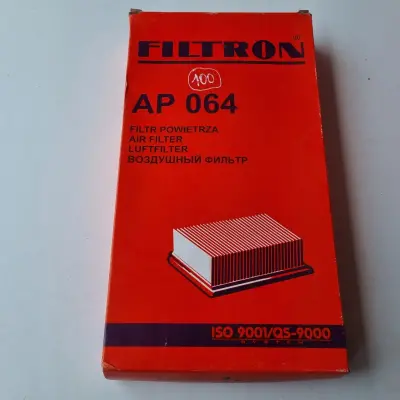 FILTRON®
100
AP 064
FILTR POWIETRZA
AIR FILTER
LUFTFILTER
ВОЗДУШНЫЙ ФИЛЬТР
ISO 9001/QS-9000